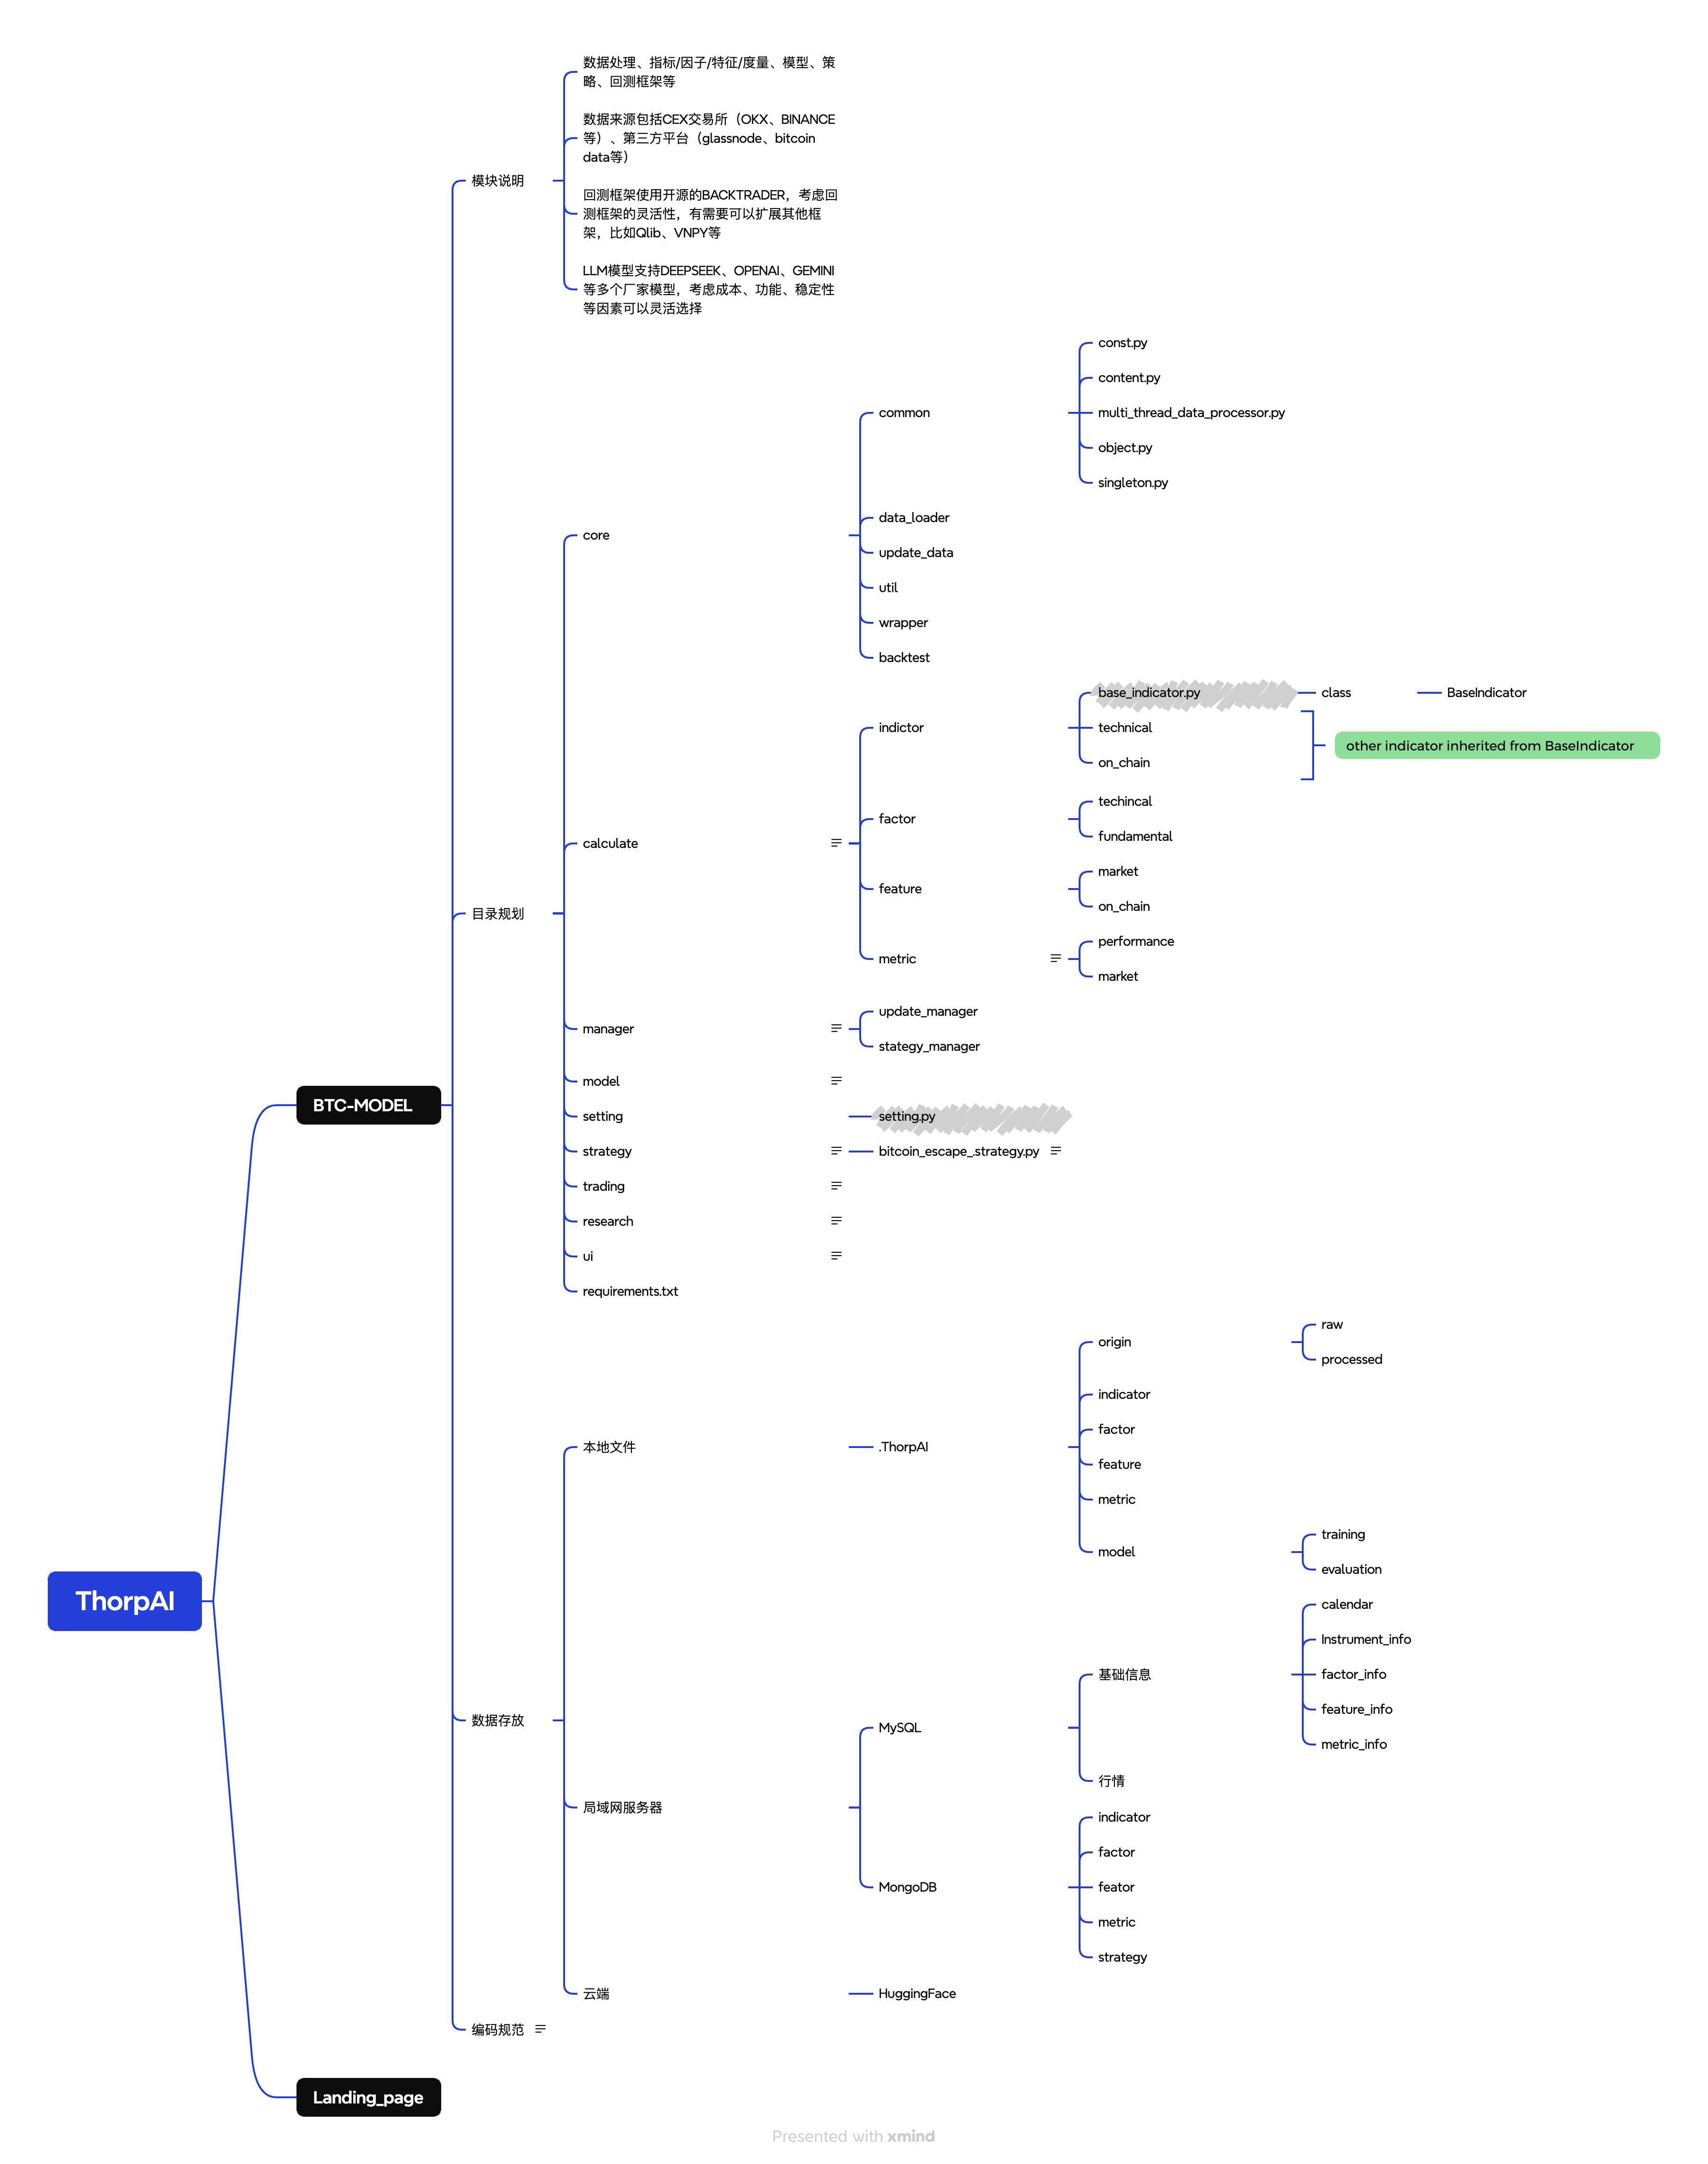 数据处理、指标/因子/特征/度量、模型、策
略、回测框架等
数据来源包括CEX交易所（OKX、BINANCE
等）、第三方平台（glassnode、bitcoin
data等）
模块说明
回测框架使用开源的BACKTRADER，考虑回
测框架的灵活性，有需要可以扩展其他框
架，比如Qlib、VNPY等
LLM模型支持DEEPSEEK、OPENAI、GEMINI
等多个厂家模型，考虑成本、功能、稳定性
等因素可以灵活选择
const.py
content.py
common
multi_thread_data_processor.py
object.py
singleton.py
data_loader
core
update_data
util
wrapper
backtest
base_indicator.py
class
BaseIndicator
indictor
technical
other indicator inherited from BaseIndicator
on_chain
techincal
factor
fundamental
calculate
market
feature
on_chain
目录规划
performance
metric
market
update_manager
manager
stategy_manager
model
BTC-MODEL
setting
setting.py
strategy
bitcoin_escape_.strategy.py
trading
research
ui
requirements.txt
raw
origin
processed
indicator
factor
本地文件
.ThorpAI
feature
metric
training
model
evaluation
ThorpAI
calendar
Instrument_info
基础信息
factor_info
feature_info
数据存放
MySQL
metric_info
行情
局域网服务器
indicator
factor
MongoDB
feator
metric
strategy
云端
HuggingFace
编码规范
Landing_page
Presented with xmind